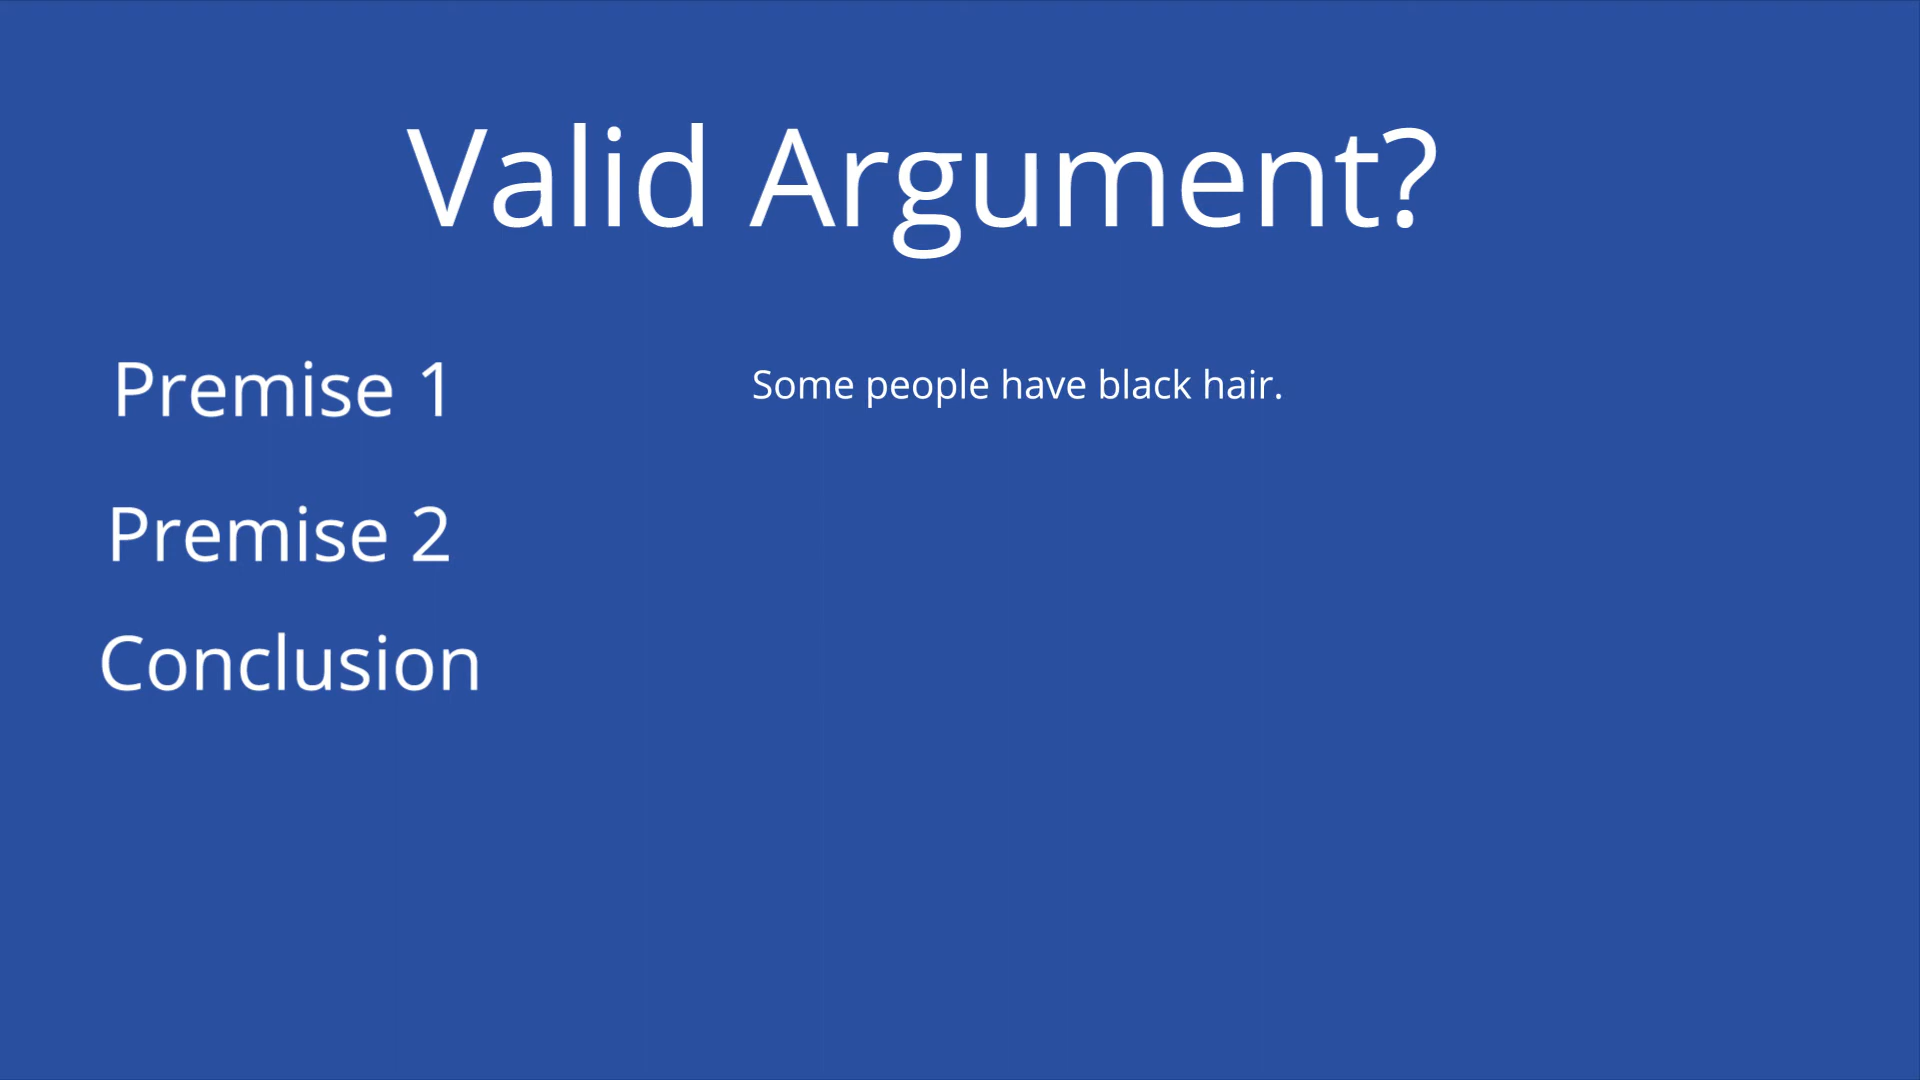 Valid Argument?
Premise 1 Some people have black hair.
Premise 2
Conclusion